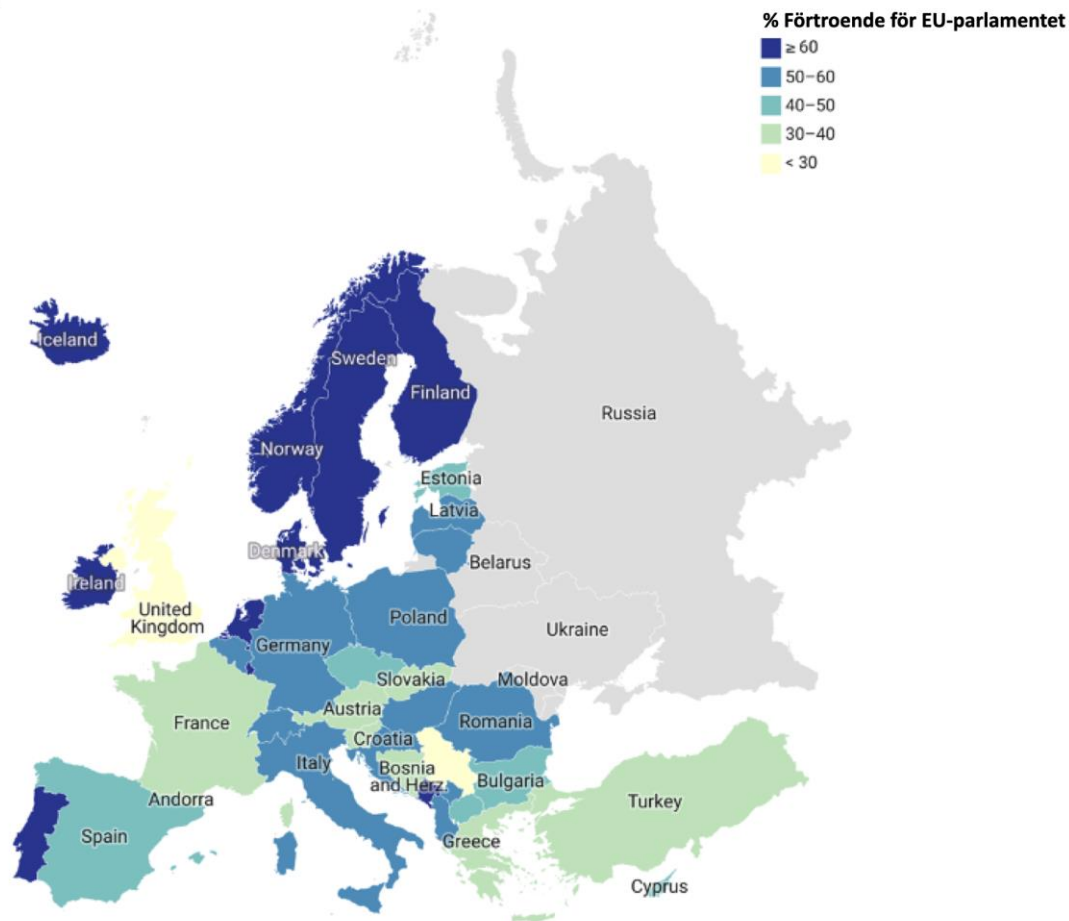 % Förtroende för EU-parlamentet
≥ 60
50–60
40–50
30–40
< 30
Iceland
Sweden
Finland
Russia
Norway
Estonia
Latvia
Denmark
Belarus
Ireland
United
Kingdom
Poland
Ukraine
Germany
Slovakia
Moldova
Austria
France
Romania
Croatia
Italy
Bosnia
and Herz.
Bulgaria
Andorra
Turkey
Spain
Greece
Cyprus